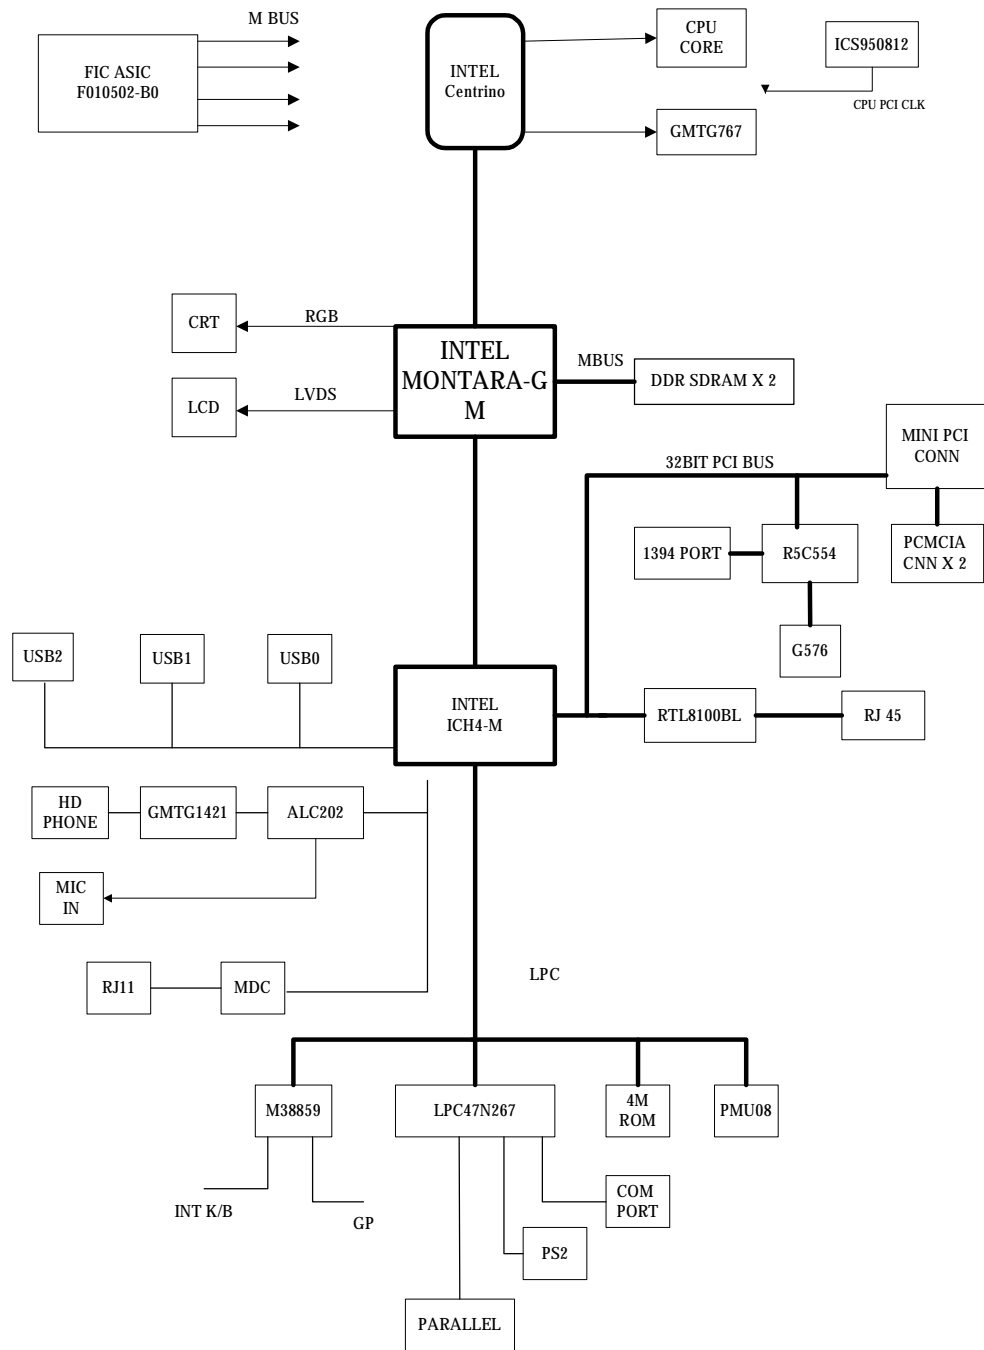 M BUS
FIC ASIC
F010502-B0
INTEL
Centrino
CPU
CORE
ICS950812
CPU PCI CLK
GMTG767
CRT
RGB
INTEL
MONTARA-G
M
MBUS
DDR SDRAM X 2
LCD
LVDS
MINI PCI
CONN
32BIT PCI BUS
1394 PORT
R5C554
PCMCIA
CNN X 2
G576
USB2
USB1
USB0
INTEL
ICH4-M
RTL8100BL
RJ 45
HD
PHONE
GMTG1421
ALC202
MIC
IN
RJ11
MDC
LPC
M38859
LPC47N267
4M
ROM
PMU08
INT K/B
GP
COM
PORT
PS2
PARALLEL